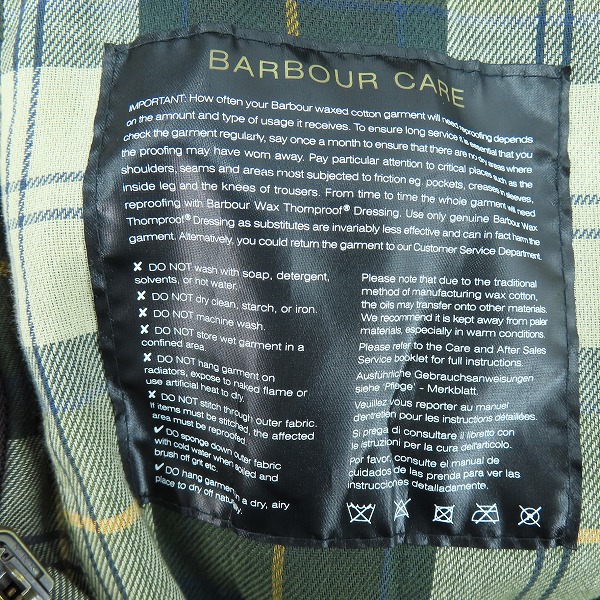 BARBOUR CARE
IMPORTANT: How often your Barbour waxed cotton garment will need reproofing depends
on the amount and type of usage it receives. To ensure long service it is essential that you
check the garment regularly, say once a month to ensure that there are no dry areas where
the proofing may have worn away. Pay particular attention to critical places such as the
shoulders, seams and areas most subjected to friction eg. pockets, creases in sleeves,
inside leg and the knees of trousers. From time to time the whole garment will need
reproofing with Barbour Wax Thornproof® Dressing. Use only genuine Barbour Wax
Thornproof® Dressing as substitutes are invariably less effective and can in fact harm the
garment. Alternatively, you could return the garment to our Customer Service Department.
✘ DO NOT wash with soap, detergent,
solvents, or hot water.
✘ DO NOT dry clean, starch, or iron.
✘ DO NOT machine wash.
✘ DO NOT store wet garment in a
confined area.
✘ DO NOT hang garment on
radiators, expose to naked flame or
use artificial heat to dry.
✘ DO NOT stitch through outer fabric.
If items must be stitched, the affected
area must be reproofed.
✔ DO sponge down outer fabric
with cold water when soiled and
brush off grit etc.
✔ DO hang garment in a dry, airy
place to dry off naturally.
Please note that due to the traditional
method of manufacturing wax cotton,
the oils may transfer onto other materials.
We recommend it is kept away from paler
materials, especially in warm conditions.
Please refer to the Care and After Sales
Service booklet for full instructions.
Ausführliche Gebrauchsanweisungen
siehe 'Pflege' - Merkblatt.
Veuillez vous reporter au manuel
d'entretien pour les instructions détaillées.
Si prega di consultare il libretto con
le istruzioni per la cura dell'articolo.
Por favor, consulte el manual de
cuidados de las prenda para ver las
instrucciones detalladamente.